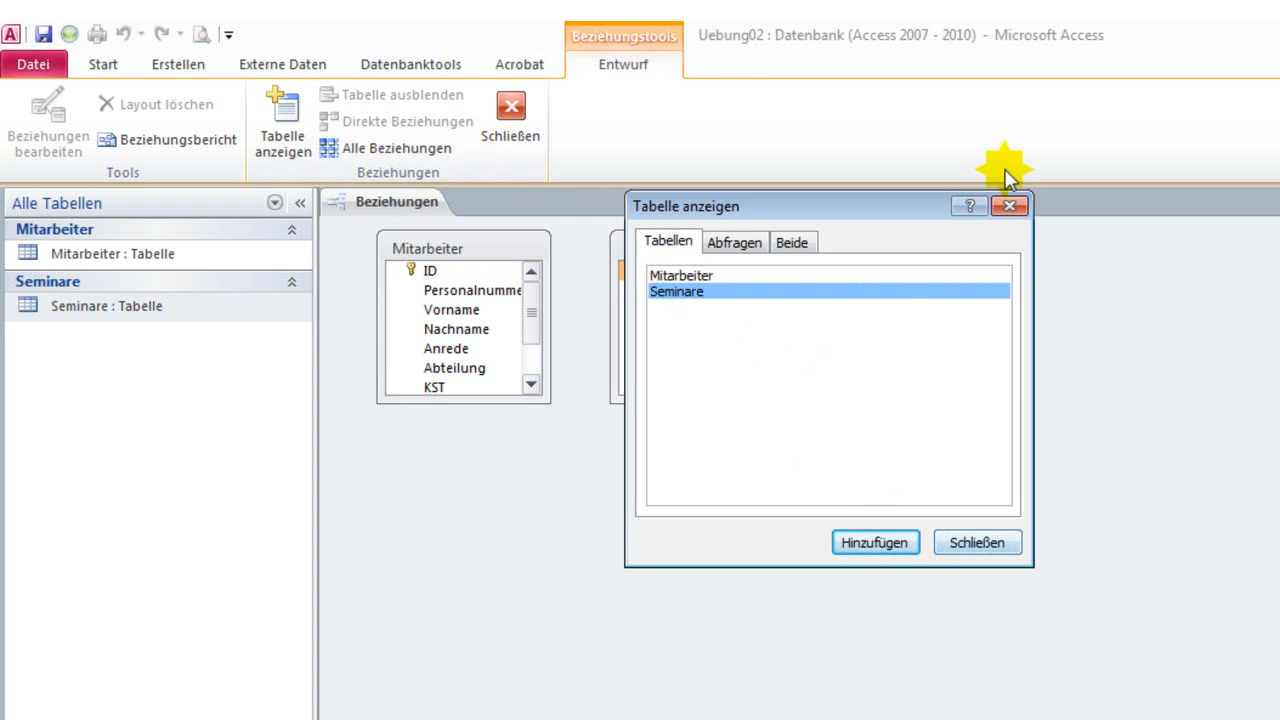 Beziehungstools
Uebung02 : Datenbank (Access 2007 - 2010) - Microsoft Access
Datei Start Erstellen Externe Daten Datenbanktools Acrobat Entwurf
Beziehungen bearbeiten
Layout löschen
Beziehungsbericht
Tools
Tabelle anzeigen
Tabelle ausblenden
Direkte Beziehungen
Alle Beziehungen
Schließen
Beziehungen
Alle Tabellen
Mitarbeiter
Mitarbeiter : Tabelle
Seminare
Seminare : Tabelle
Beziehungen
Mitarbeiter
ID
Personalnumme
Vorname
Nachname
Anrede
Abteilung
KST
Tabelle anzeigen
?
Tabellen Abfragen Beide
Mitarbeiter
Seminare
Hinzufügen Schließen